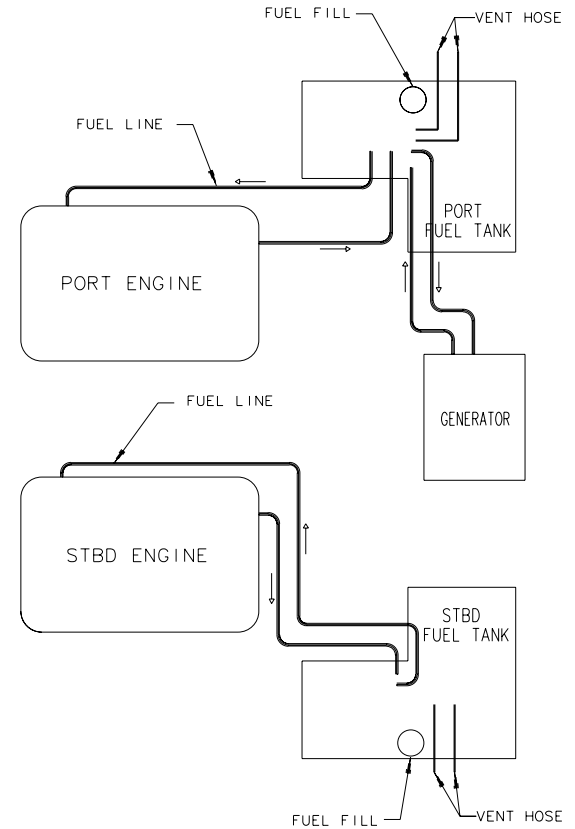 FUEL FILL
VENT HOSE
FUEL LINE
PORT
FUEL TANK
PORT ENGINE
FUEL LINE
GENERATOR
STBD ENGINE
STBD
FUEL TANK
FUEL FILL
VENT HOSE